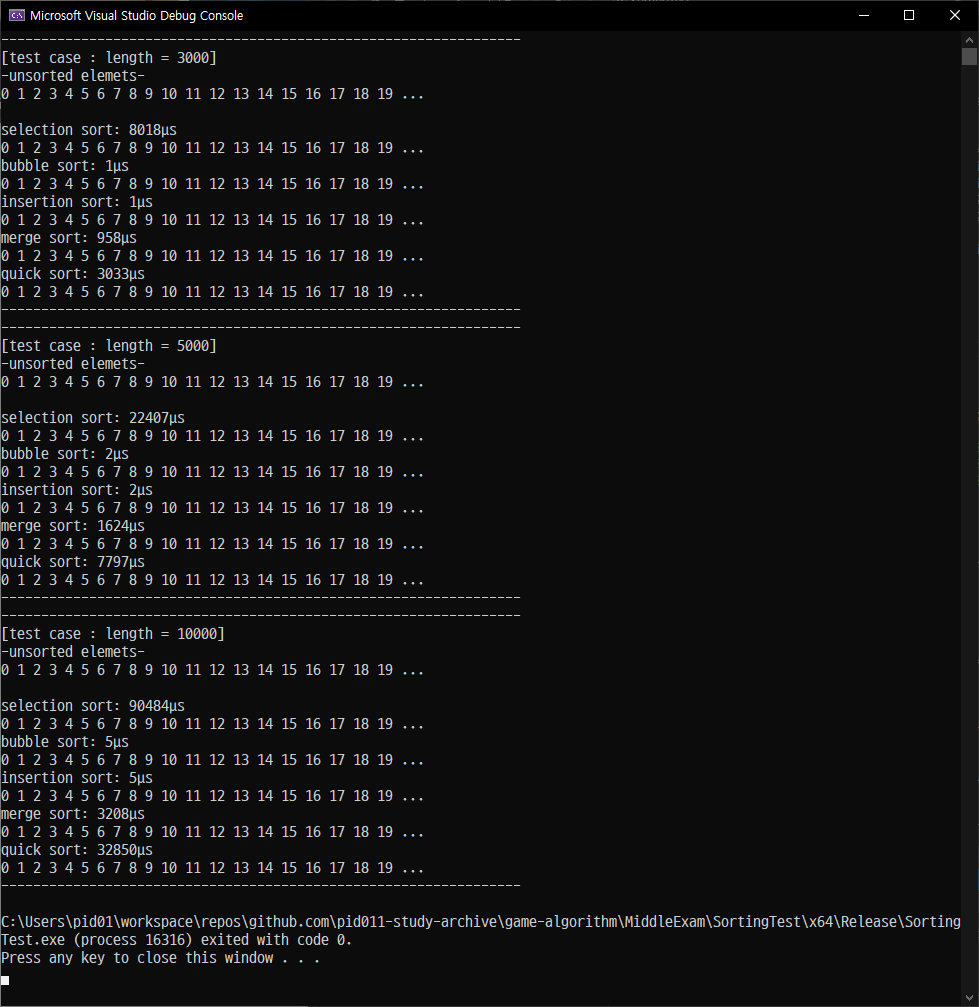 Microsoft Visual Studio Debug Console
-----------------------------------------------------------------
[test case : length = 3000]
-unsorted elemets-
0 1 2 3 4 5 6 7 8 9 10 11 12 13 14 15 16 17 18 19 ...
selection sort: 8018μs
0 1 2 3 4 5 6 7 8 9 10 11 12 13 14 15 16 17 18 19 ...
bubble sort: 1μs
0 1 2 3 4 5 6 7 8 9 10 11 12 13 14 15 16 17 18 19 ...
insertion sort: 1μs
0 1 2 3 4 5 6 7 8 9 10 11 12 13 14 15 16 17 18 19 ...
merge sort: 958μs
0 1 2 3 4 5 6 7 8 9 10 11 12 13 14 15 16 17 18 19 ...
quick sort: 3033μs
0 1 2 3 4 5 6 7 8 9 10 11 12 13 14 15 16 17 18 19 ...
-----------------------------------------------------------------
-----------------------------------------------------------------
[test case : length = 5000]
-unsorted elemets-
0 1 2 3 4 5 6 7 8 9 10 11 12 13 14 15 16 17 18 19 ...
selection sort: 22407μs
0 1 2 3 4 5 6 7 8 9 10 11 12 13 14 15 16 17 18 19 ...
bubble sort: 2μs
0 1 2 3 4 5 6 7 8 9 10 11 12 13 14 15 16 17 18 19 ...
insertion sort: 2μs
0 1 2 3 4 5 6 7 8 9 10 11 12 13 14 15 16 17 18 19 ...
merge sort: 1624μs
0 1 2 3 4 5 6 7 8 9 10 11 12 13 14 15 16 17 18 19 ...
quick sort: 7797μs
0 1 2 3 4 5 6 7 8 9 10 11 12 13 14 15 16 17 18 19 ...
-----------------------------------------------------------------
-----------------------------------------------------------------
[test case : length = 10000]
-unsorted elemets-
0 1 2 3 4 5 6 7 8 9 10 11 12 13 14 15 16 17 18 19 ...
selection sort: 90484μs
0 1 2 3 4 5 6 7 8 9 10 11 12 13 14 15 16 17 18 19 ...
bubble sort: 5μs
0 1 2 3 4 5 6 7 8 9 10 11 12 13 14 15 16 17 18 19 ...
insertion sort: 5μs
0 1 2 3 4 5 6 7 8 9 10 11 12 13 14 15 16 17 18 19 ...
merge sort: 3208μs
0 1 2 3 4 5 6 7 8 9 10 11 12 13 14 15 16 17 18 19 ...
quick sort: 32850μs
0 1 2 3 4 5 6 7 8 9 10 11 12 13 14 15 16 17 18 19 ...
-----------------------------------------------------------------
C:\Users\pid01\workspace\repos\github.com\pid011-study-archive\game-algorithm\MiddleExam\SortingTest\x64\Release\Sorting
Test.exe (process 16316) exited with code 0.
Press any key to close this window . . .